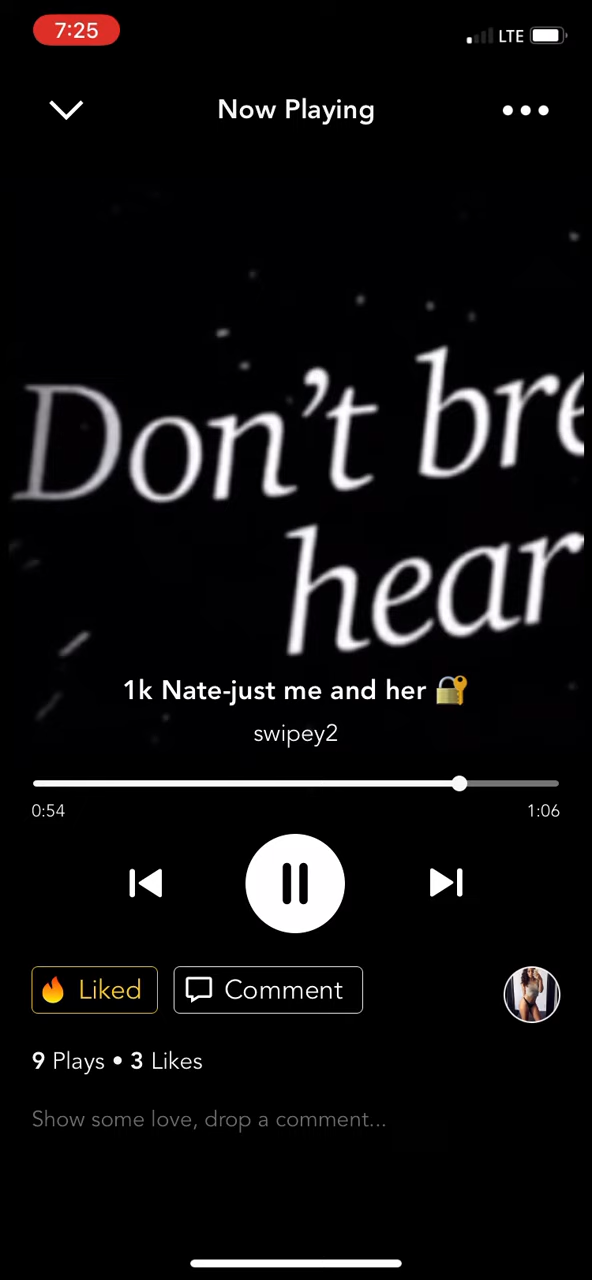 7:25
LTE
Now Playing
Don't bre
hear
1k Nate-just me and her 🔐
swipey2
0:54
1:06
Liked
Comment
9 Plays • 3 Likes
Show some love, drop a comment...